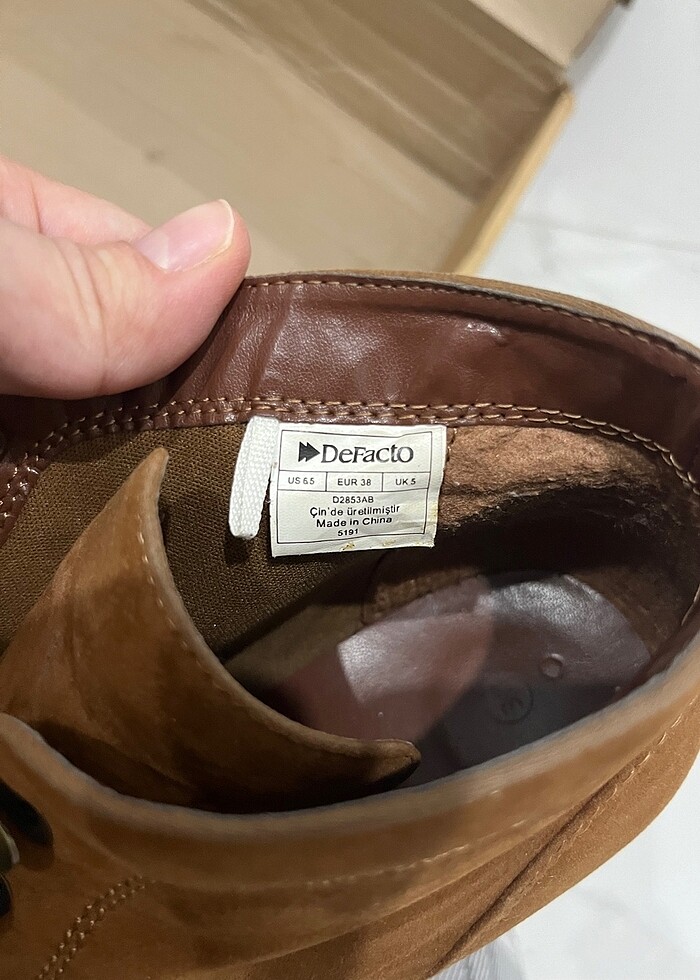 DeFacto
US 6.5 EUR 38 UK 5
D2853AB
Çin'de üretilmiştir
Made in China
5191